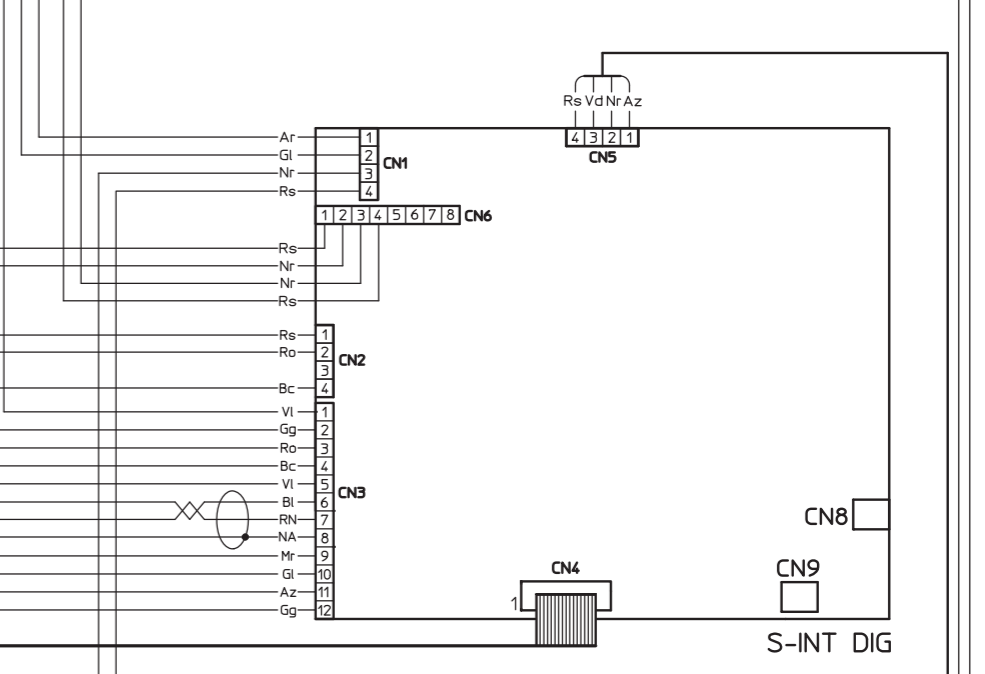 Rs Vd Nr Az
4 3 2 1
CN5
Ar 1
Gl 2
CN1
Nr 3
Rs 4
1 2 3 4 5 6 7 8 CN6
Rs
Nr
Nr
Rs
Rs 1
Ro 2
CN2
3
Bc 4
Vl 1
Gg 2
Ro 3
Bc 4
Vl 5
CN3
Bl 6
RN 7
NA 8
Mr 9
Gl 10
Az 11
Gg 12
CN8
CN4
CN9
1
S-INT DIG